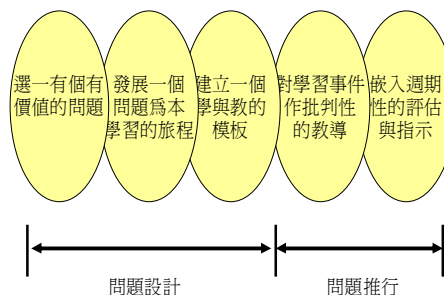 選一有個有
價值的問題
發展一個
問題爲本
學習的旅程
建立一個
學與教的
模板
對學習事件
作批判性
的教導
嵌入週期
性的評估
與指示
問題設計
問題推行